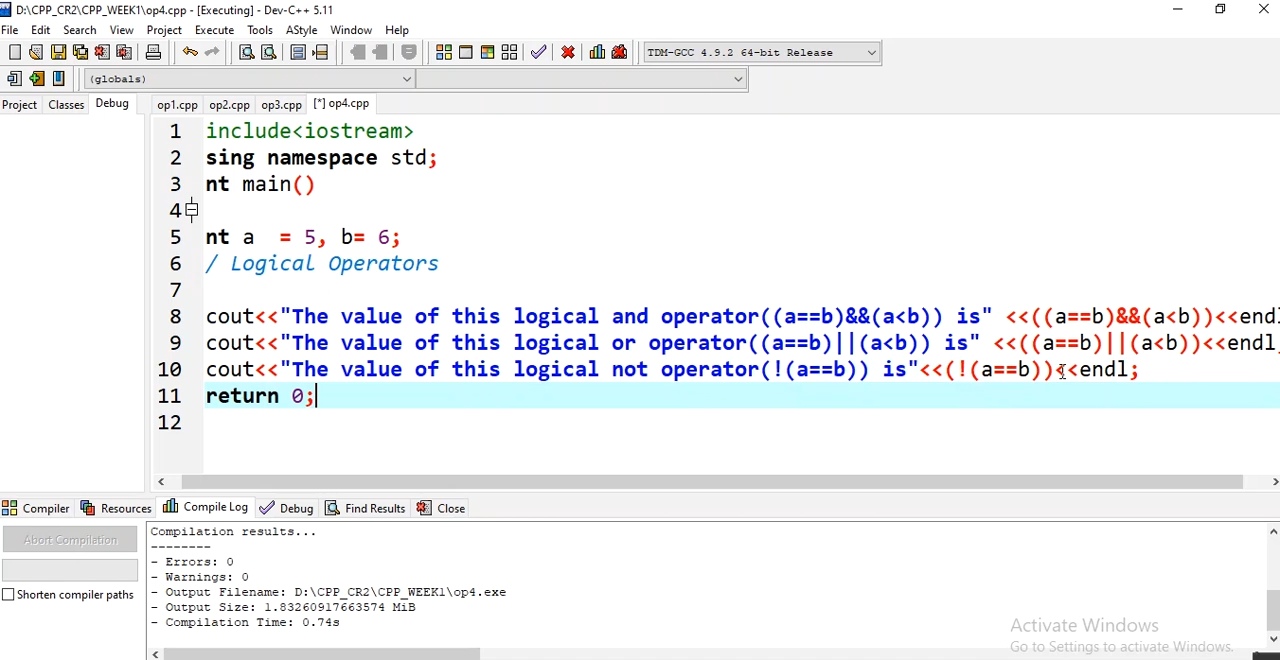 D:\CPP_CR2\CPP_WEEK1\op4.cpp - [Executing] - Dev-C++ 5.11
File Edit Search View Project Execute Tools AStyle Window Help
TDM-GCC 4.9.2 64-bit Release
(globals)
Project Classes Debug op1.cpp op2.cpp op3.cpp [*] op4.cpp
1 include<iostream>
2 sing namespace std;
3 nt main()
4
5 nt a = 5, b= 6;
6 / Logical Operators
7
8 cout<<"The value of this logical and operator((a==b)&&(a<b)) is" <<((a==b)&&(a<b))<<endl
9 cout<<"The value of this logical or operator((a==b)||(a<b)) is" <<((a==b)||(a<b))<<endl;
10 cout<<"The value of this logical not operator(!(a==b)) is"<<(!(a==b))<<endl;
11 return 0;
12
Compiler Resources Compile Log Debug Find Results Close
Abort Compilation
Shorten compiler paths
Compilation results...
--------
- Errors: 0
- Warnings: 0
- Output Filename: D:\CPP_CR2\CPP_WEEK1\op4.exe
- Output Size: 1.83260917663574 MiB
- Compilation Time: 0.74s
Activate Windows
Go to Settings to activate Windows.